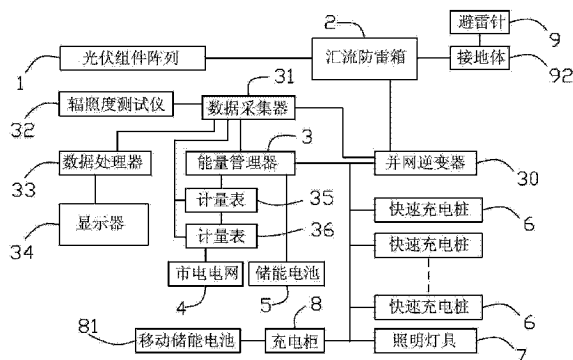 避雷针
2
9
光伏组件阵列
汇流防雷箱
接地体
1
31
92
辐照度测试仪
数据采集器
32
3
数据处理器
能量管理器
并网逆变器
33
计量表
35
30
显示器
快速充电桩
34
计量表
36
6
快速充电桩
市电电网
储能电池
4
5
8
快速充电桩
81
6
移动储能电池
充电柜
照明灯具
7